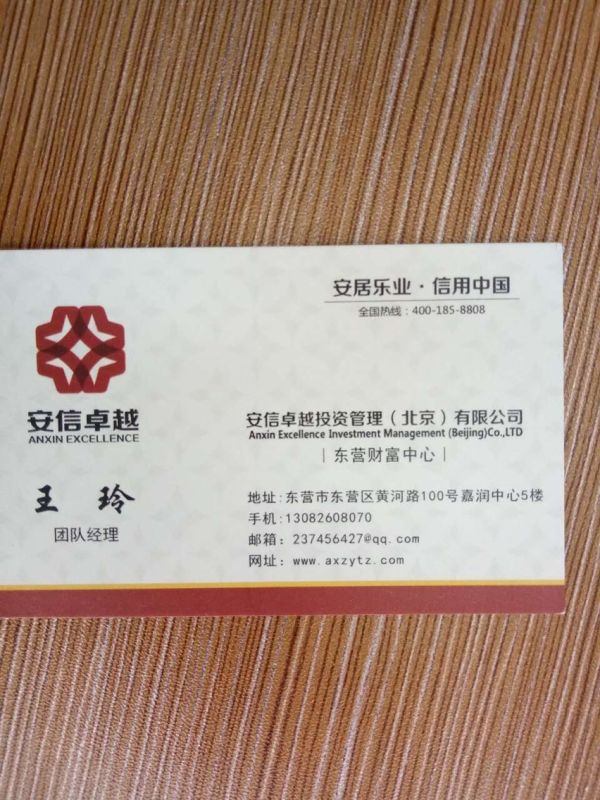 安居乐业·信用中国
全国热线：400-185-8808
安信卓越
ANXIN EXCELLENCE
安信卓越投资管理（北京）有限公司
Anxin Excellence Investment Management (Beijing)Co.,LTD
| 东营财富中心 |
王 玲
团队经理
地址:东营市东营区黄河路100号嘉润中心5楼
手机:13082608070
邮箱：237456427@qq.com
网址：www.axzytz.com